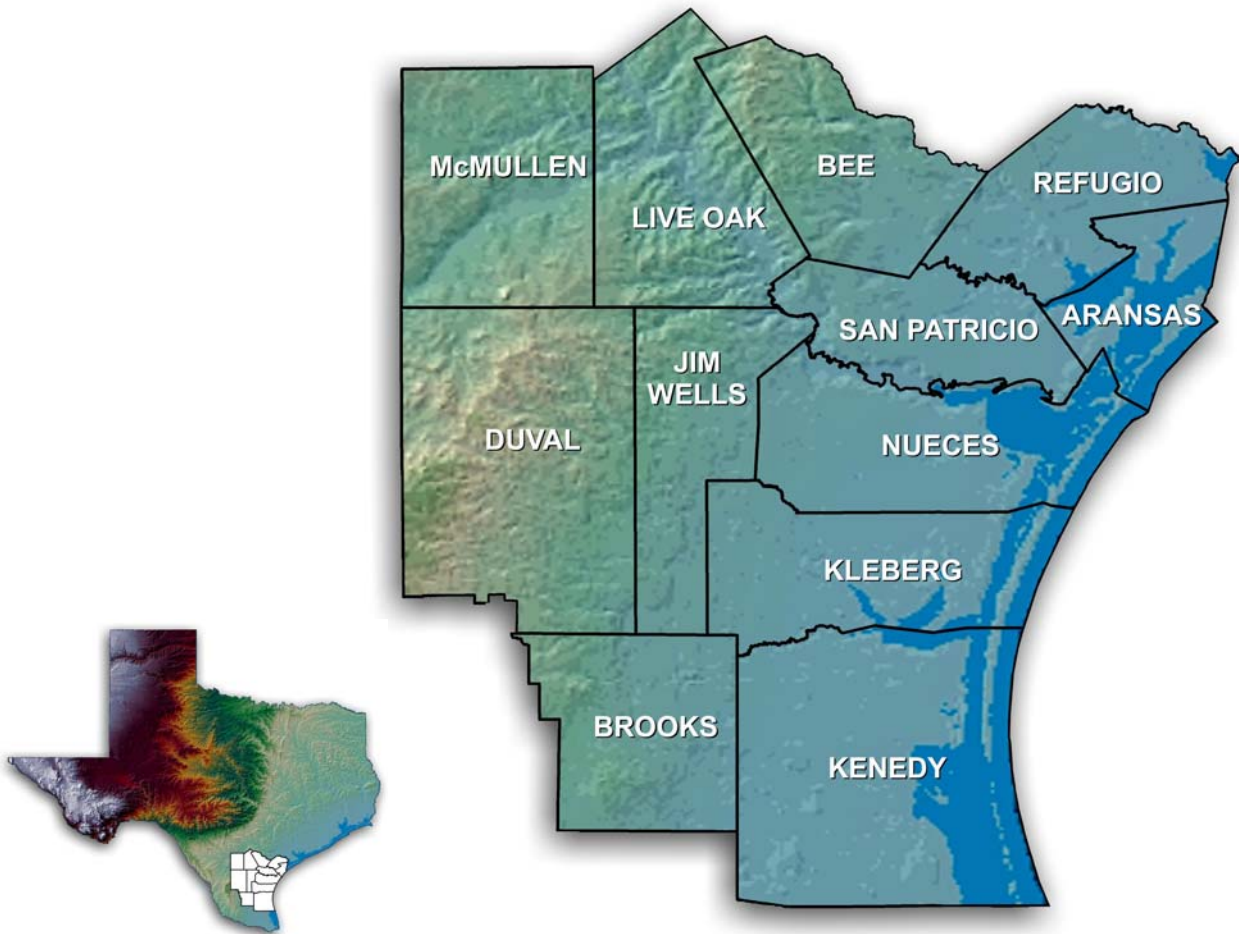 McMULLEN
LIVE OAK
BEE
REFUGIO
ARANSAS
SAN PATRICIO
JIM
WELLS
DUVAL
NUECES
KLEBERG
BROOKS
KENEDY